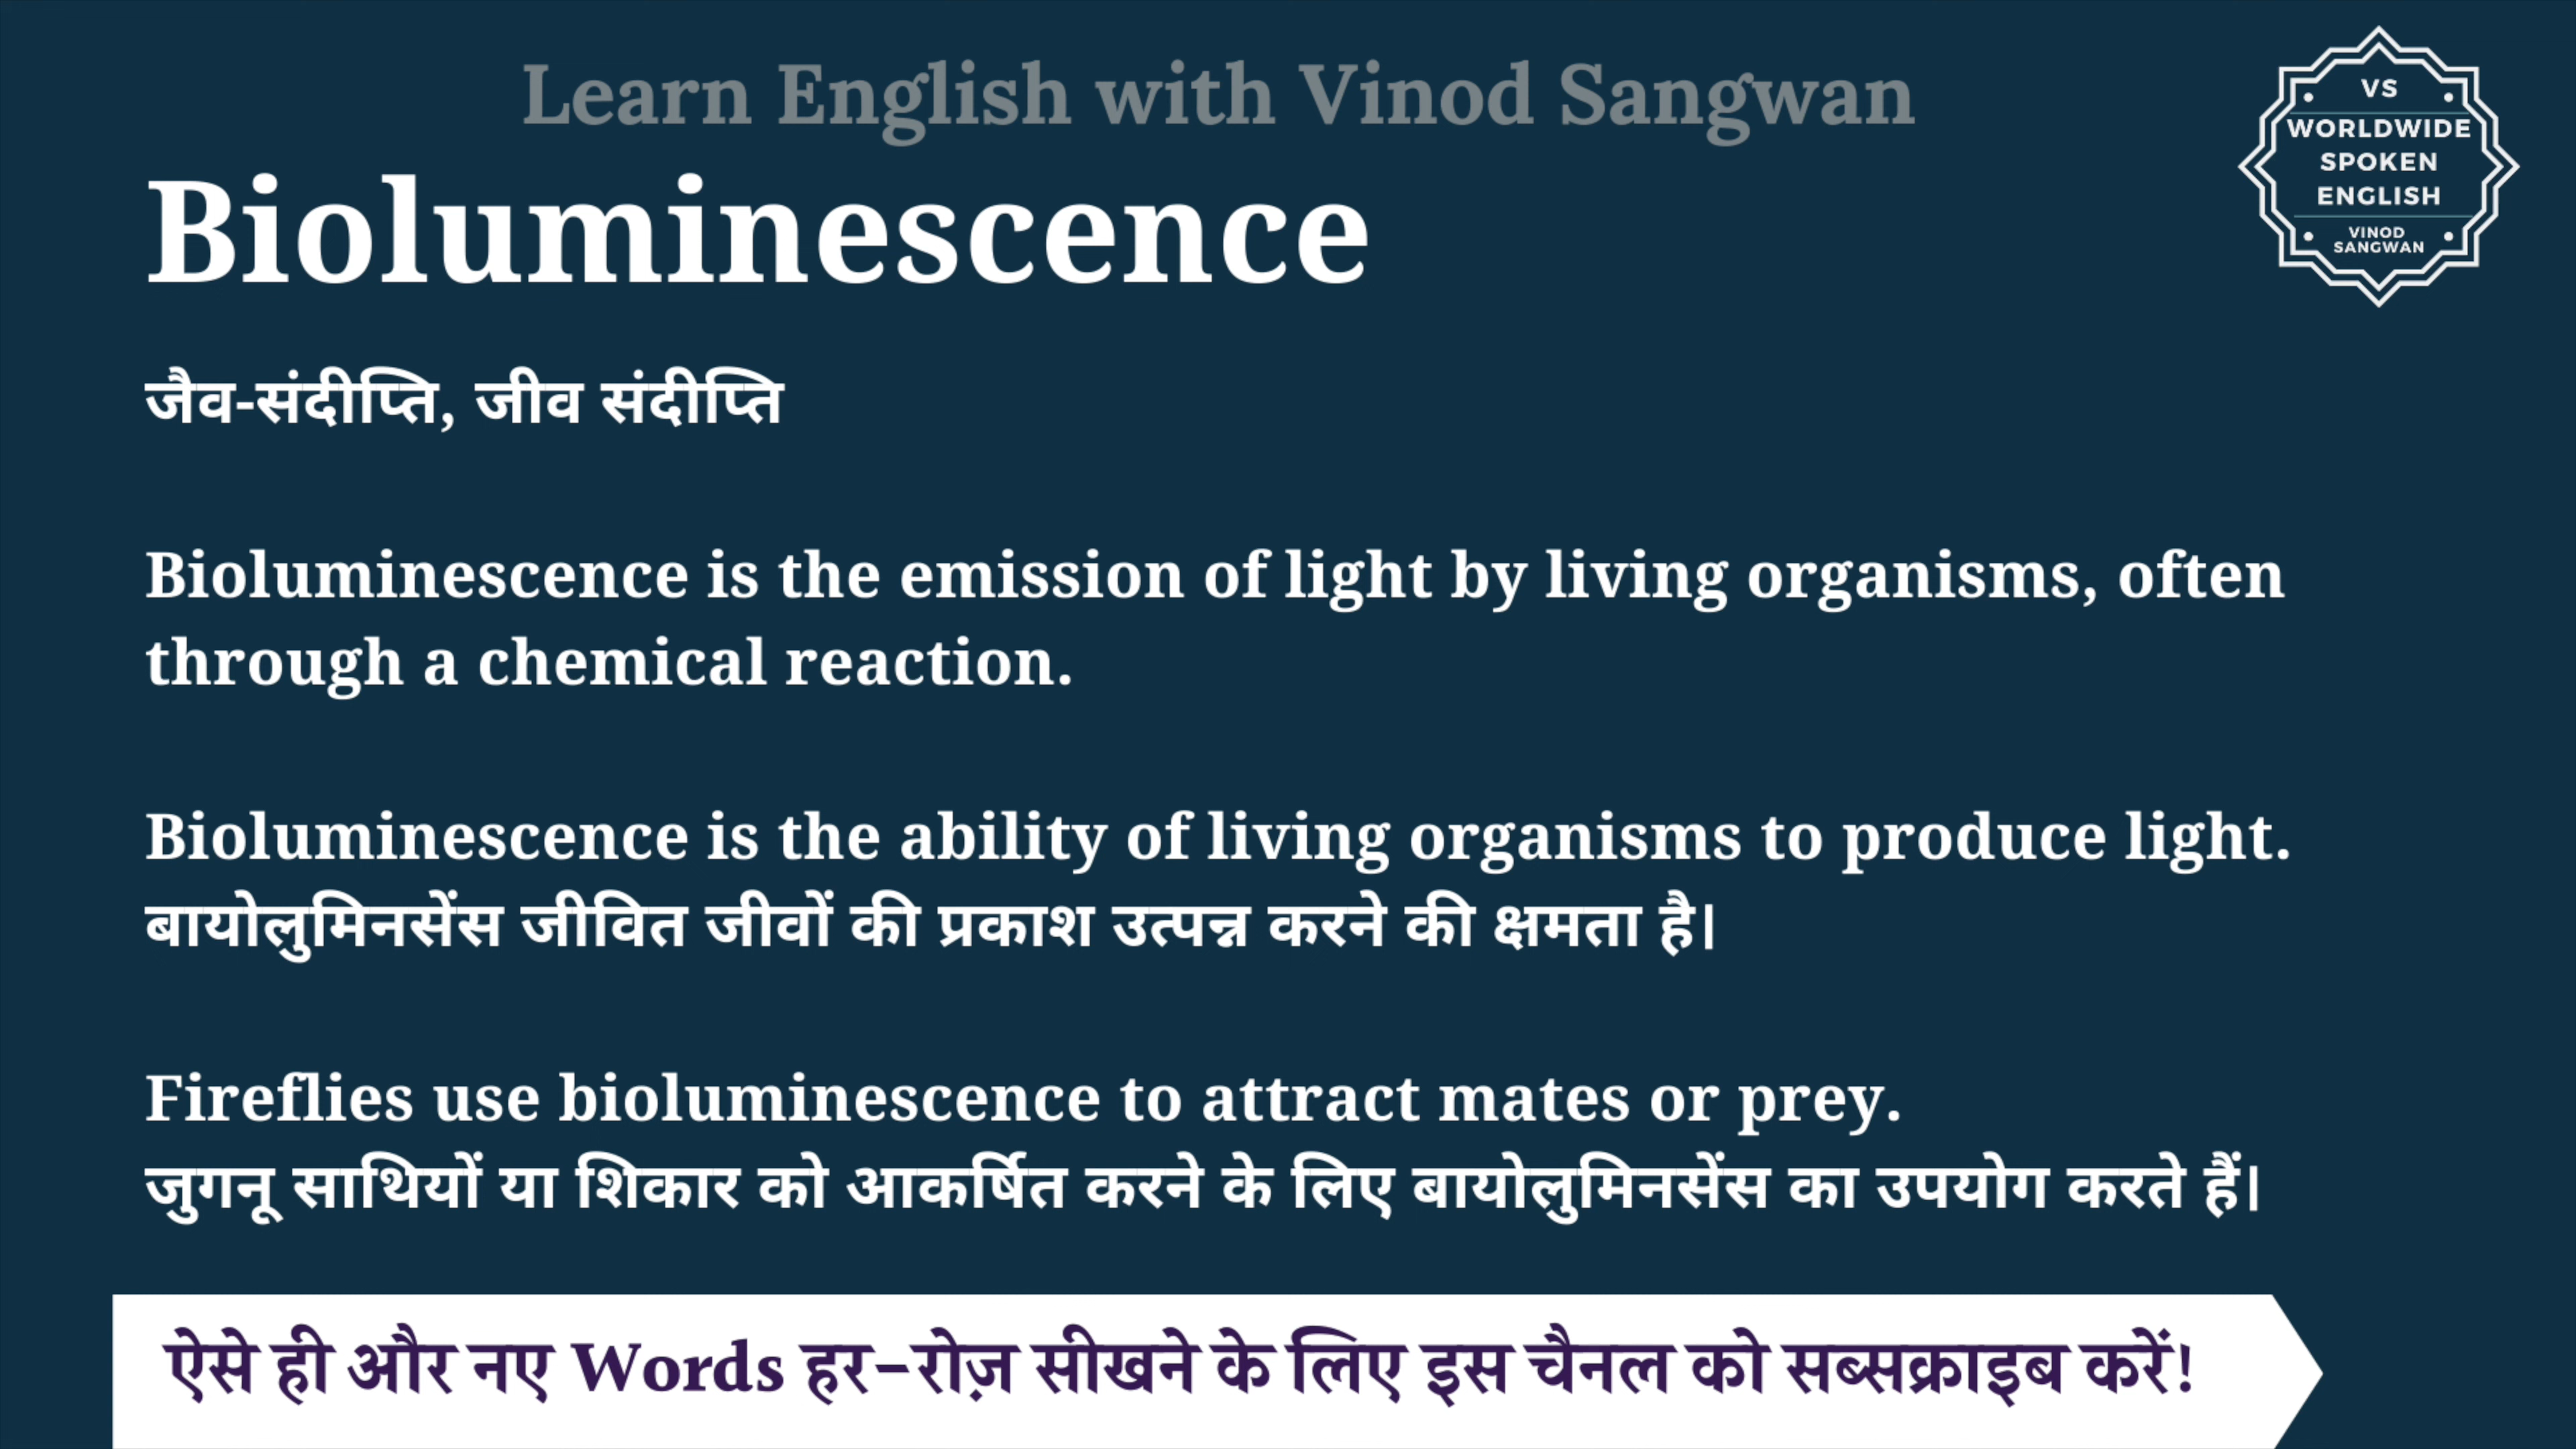 Learn English with Vinod Sangwan
VS
WORLDWIDE
SPOKEN
ENGLISH
VINOD
SANGWAN
Bioluminescence
जैव-संदीप्ति, जीव संदीप्ति
Bioluminescence is the emission of light by living organisms, often
through a chemical reaction.
Bioluminescence is the ability of living organisms to produce light.
बायोलुमिनसेंस जीवित जीवों की प्रकाश उत्पन्न करने की क्षमता है।
Fireflies use bioluminescence to attract mates or prey.
जुगनू साथियों या शिकार को आकर्षित करने के लिए बायोलुमिनसेंस का उपयोग करते हैं।
ऐसे ही और नए Words हर-रोज़ सीखने के लिए इस चैनल को सब्सक्राइब करें!